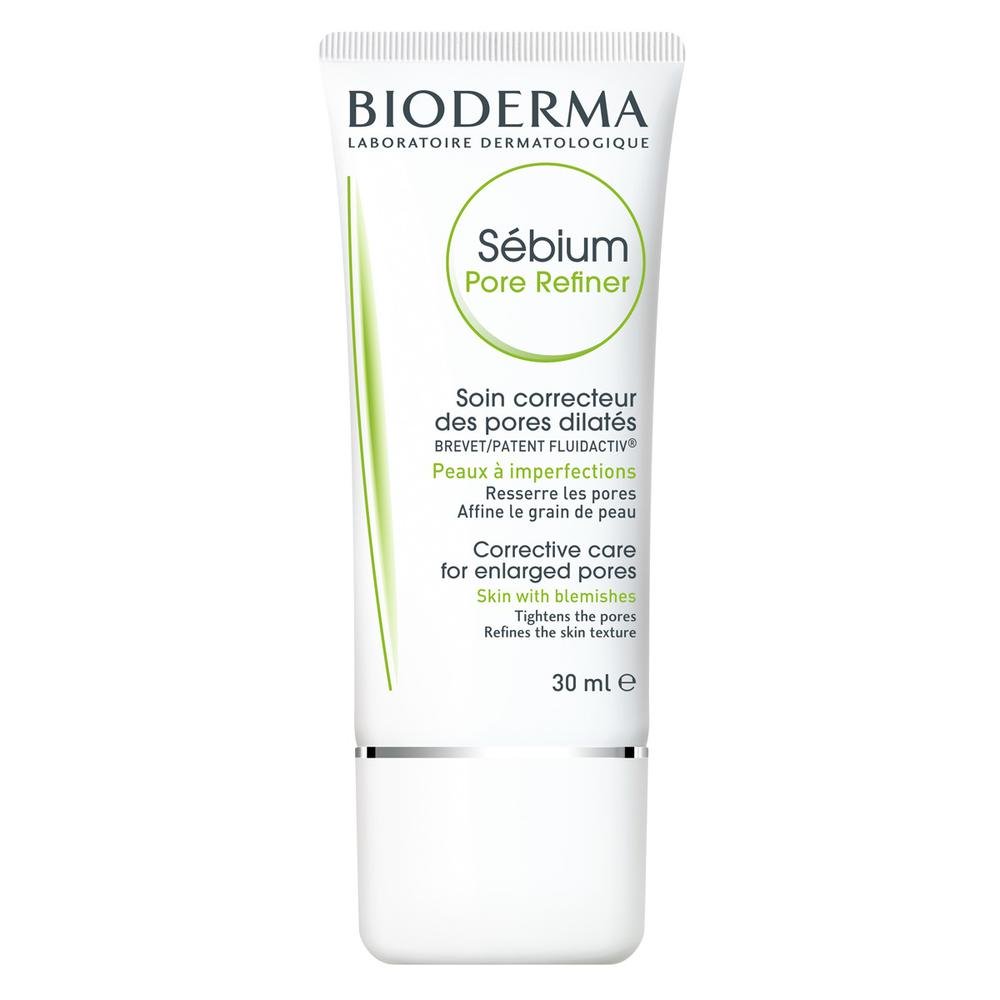 BIODERMA
LABORATOIRE DERMATOLOGIQUE
Sébium
Pore Refiner
Soin correcteur
des pores dilatés
BREVET/PATENT FLUIDACTIV®
Peaux à imperfections
Resserre les pores
Affine le grain de peau
Corrective care
for enlarged pores
Skin with blemishes
Tightens the pores
Refines the skin texture
30 ml ℮